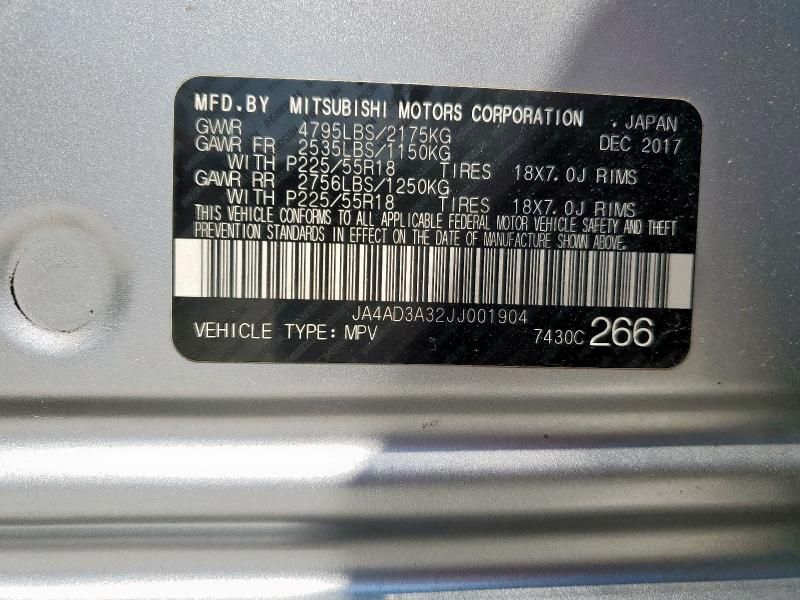 MFD.BY MITSUBISHI MOTORS CORPORATION . JAPAN
GVWR 4795LBS/2175KG DEC 2017
GAWR FR 2535LBS/1150KG
WITH P225/55R18 TIRES 18X7.0J RIMS
GAWR RR 2756LBS/1250KG
WITH P225/55R18 TIRES 18X7.0J RIMS
THIS VEHICLE CONFORMS TO ALL APPLICABLE FEDERAL MOTOR VEHICLE SAFETY AND THEFT
PREVENTION STANDARDS IN EFFECT ON THE DATE OF MANUFACTURE SHOWN ABOVE.
JA4AD3A32JJ001904
VEHICLE TYPE: MPV 7430C 266